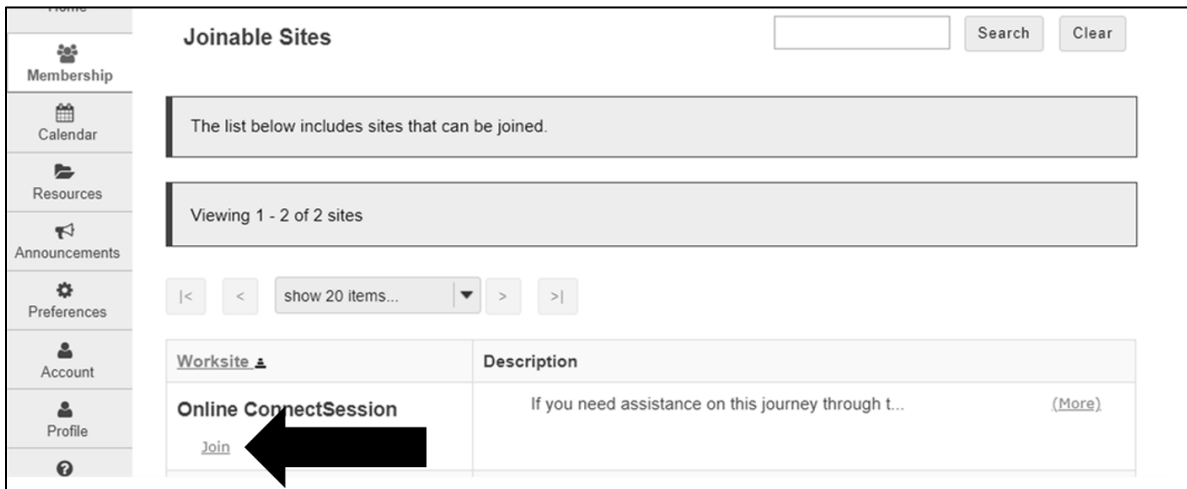 Membership
Calendar
Resources
Announcements
Preferences
Account
Profile
Joinable Sites
Search
Clear
The list below includes sites that can be joined.
Viewing 1 - 2 of 2 sites
|<
<
show 20 items...
>
>|
Worksite
Description
Online ConnectSession
If you need assistance on this journey through t...
(More)
Join